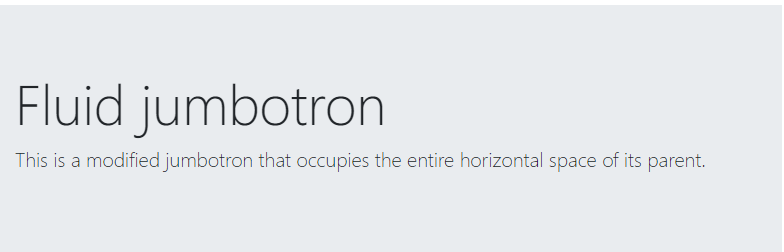 Fluid jumbotron
This is a modified jumbotron that occupies the entire horizontal space of its parent.